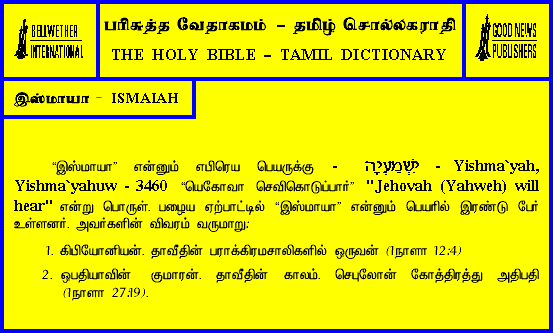 BELLWETHER
INTERNATIONAL
பரிசுத்த வேதாகமம் – தமிழ் சொல்லகராதி
THE HOLY BIBLE – TAMIL DICTIONARY
GOOD NEWS
PUBLISHERS
இஸ்மாயா – ISMAIAH
“இஸ்மாயா” என்னும் எபிரெய பெயருக்கு - יִשְׁמַעְיָה - Yishma`yah,
Yishma`yahuw - 3460 “யெகோவா செவிகொடுப்பார்” "Jehovah (Yahweh) will
hear" என்று பொருள். பழைய ஏற்பாட்டில் “இஸ்மாயா” என்னும் பெயரில் இரண்டு பேர்
உள்ளனர். அவர்களின் விவரம் வருமாறு:
1. கிபியோனியன். தாவீதின் பராக்கிரமசாலிகளில் ஒருவன் (1நாளா 12:4)
2. ஒபதியாவின் குமாரன். தாவீதின் காலம். செபுலோன் கோத்திரத்து அதிபதி
(1நாளா 27:19).